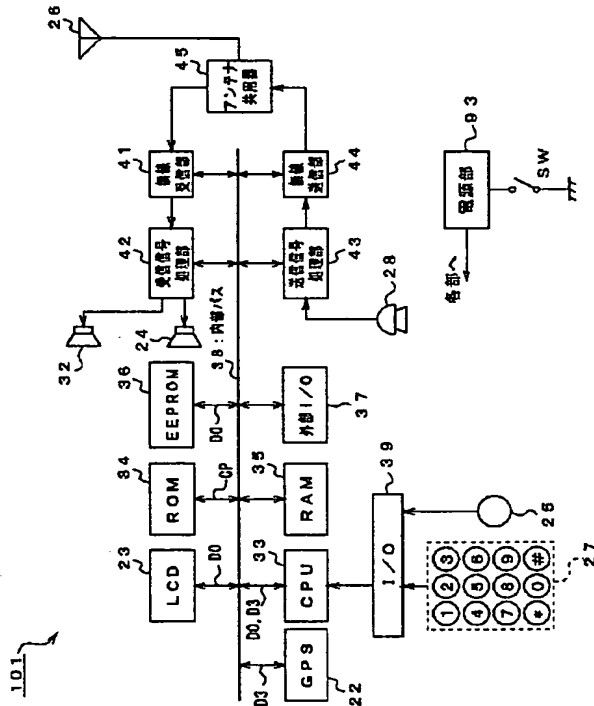 101
26
32
24
23
34
36
42
41
45
LCD
ROM
EEPROM
受信信号
処理部
無線
受信部
アンテナ
共用器
D0
CP
D0
38:内部バス
D3
D0,D3
GPS
CPU
RAM
外部I/O
送信信号
処理部
無線
送信部
22
33
35
37
43
44
28
I/O
39
各部へ
電源部
93
SW
1
2
3
4
5
6
7
8
9
*
0
#
25
27